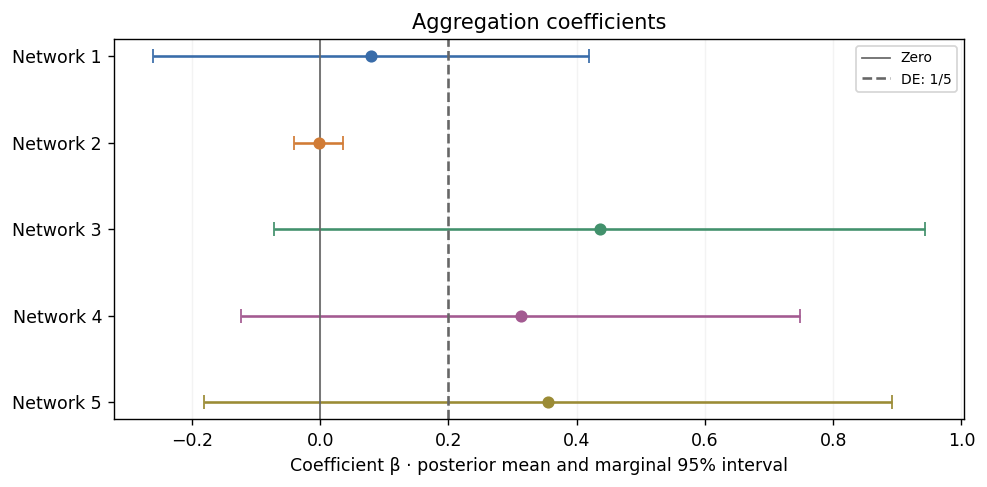 Aggregation coefficients
Network 1
Network 2
Network 3
Network 4
Network 5
Zero
DE: 1/5
−0.2 0.0 0.2 0.4 0.6 0.8 1.0
Coefficient β · posterior mean and marginal 95% interval